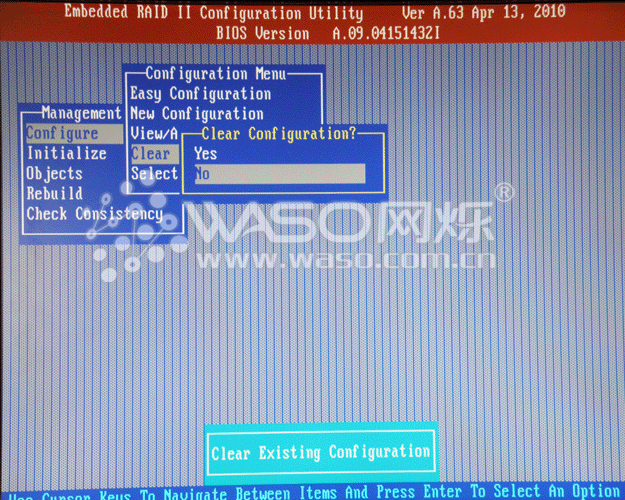 Embedded RAID II Configuration Utility Ver A.63 Apr 13, 2010
BIOS Version A.09.04151432I
Configuration Menu
Easy Configuration
Management
New Configuration
Configure
View/A
Clear Configuration?
Initialize
Clear
Yes
Objects
Select
No
Rebuild
Check Consistency
WASO网烁®
www.waso.com.cn
Clear Existing Configuration
Use Cursor Keys To Navigate Between Items And Press Enter To Select An Option